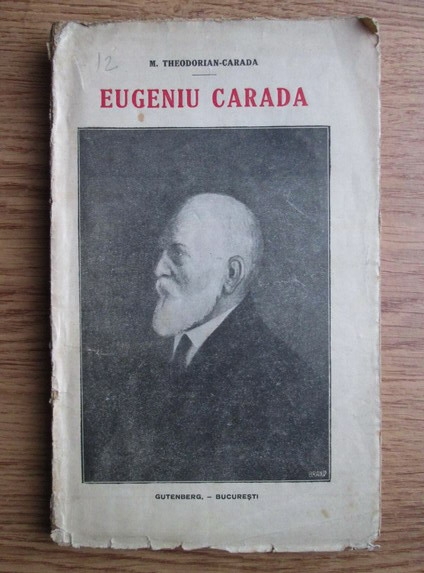 12
M. THEODORIAN-CARADA
EUGENIU CARADA
GUTENBERG. – BUCUREȘTI